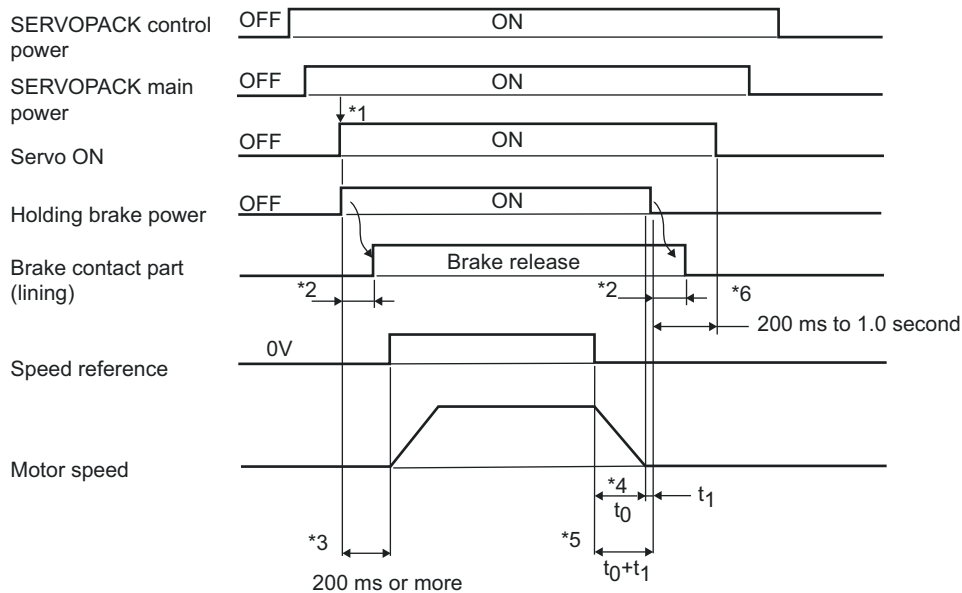 SERVOPACK control
power
OFF
ON
SERVOPACK main
power
OFF
ON
*1
Servo ON
OFF
ON
Holding brake power
OFF
ON
Brake contact part
(lining)
Brake release
*2
*2
*6
200 ms to 1.0 second
Speed reference
0V
Motor speed
*4
t0
t1
*3
200 ms or more
*5
t0+t1